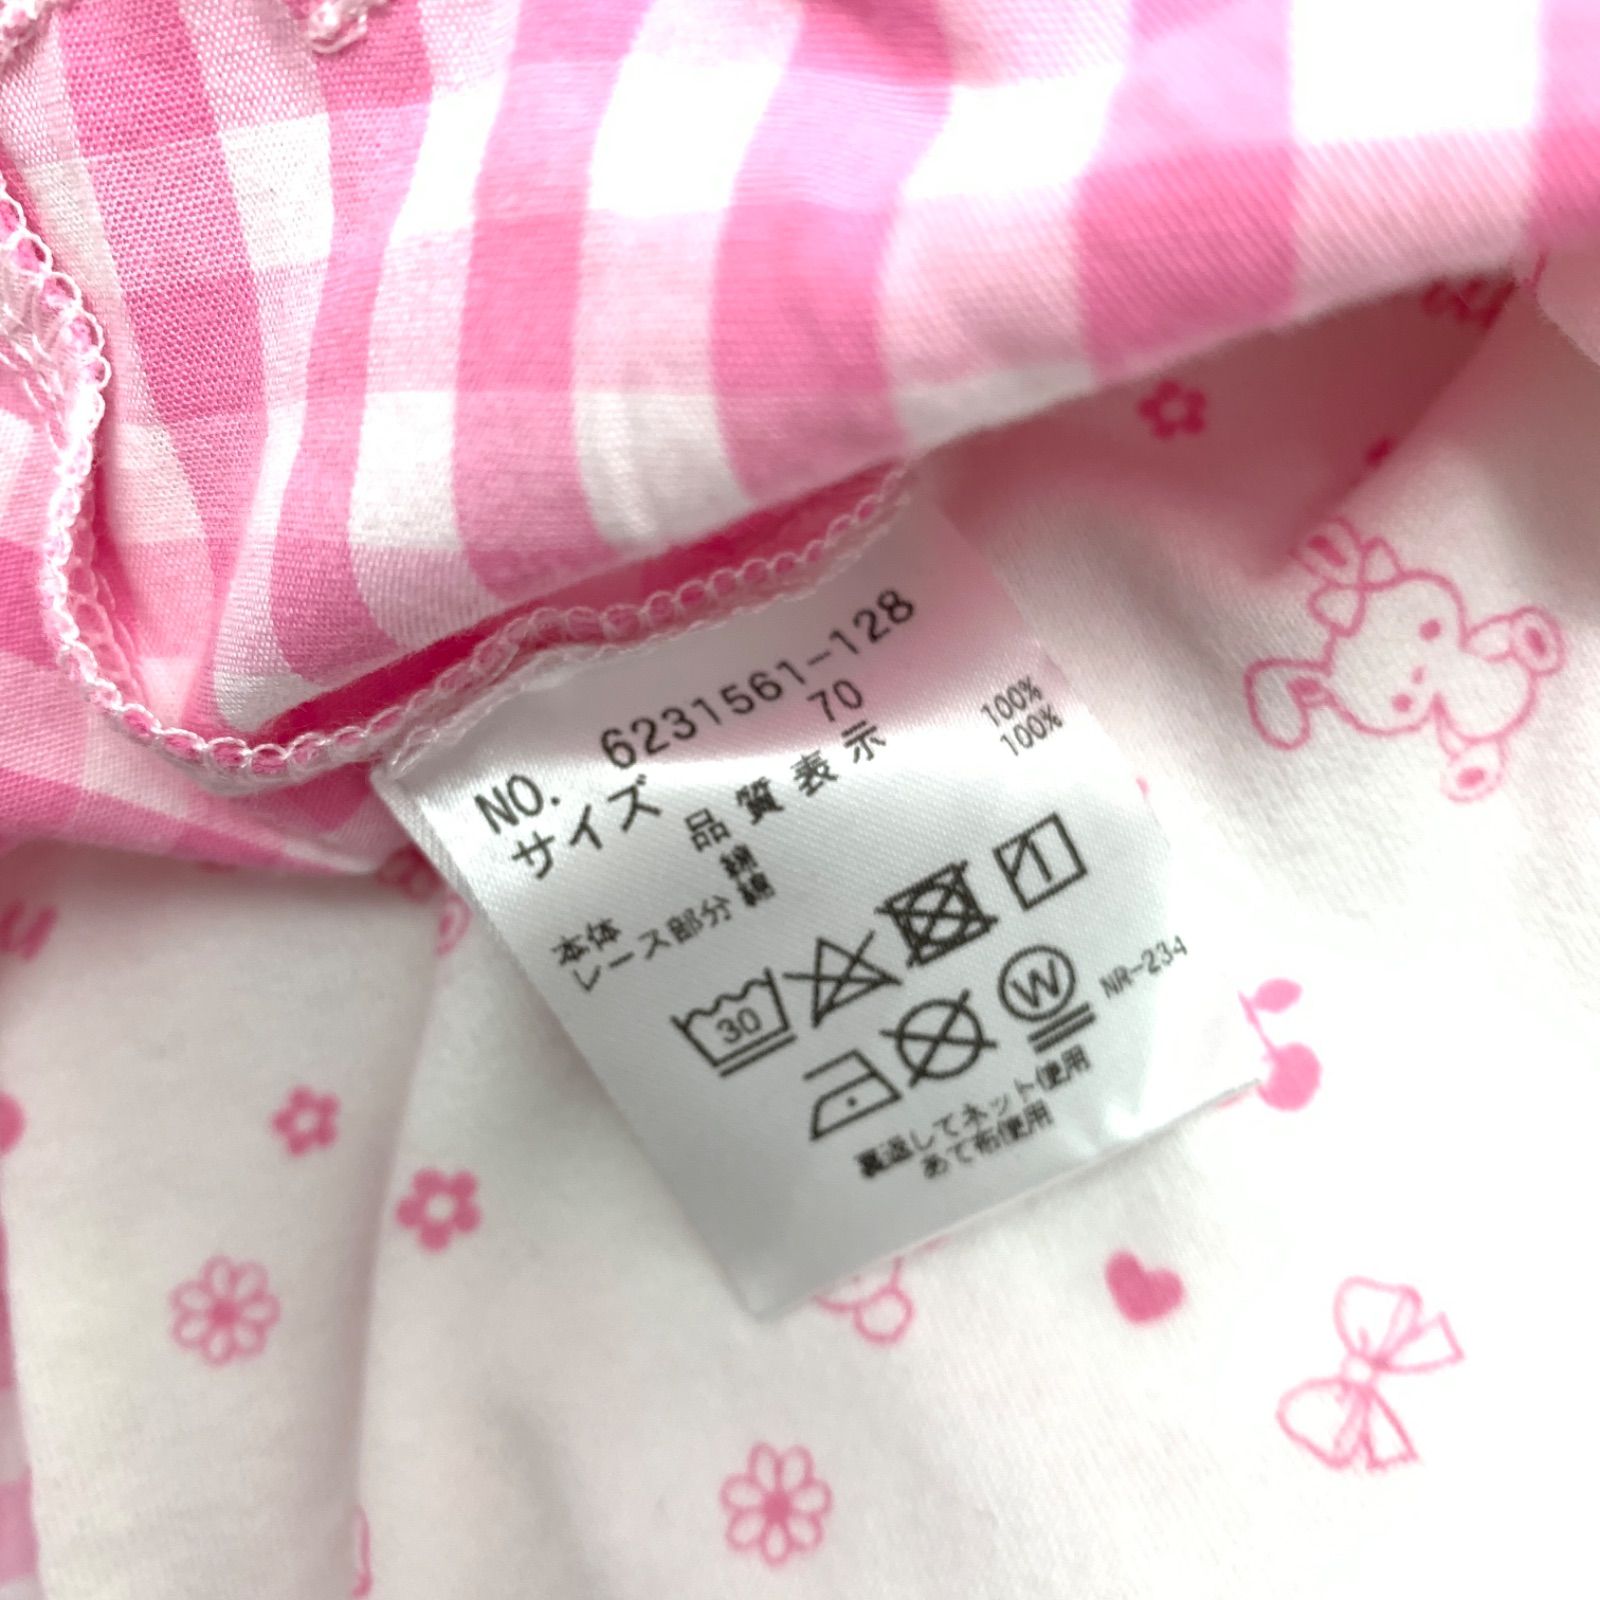 NO. 6231561-128
サイズ 70
品質表示
本体 綿 100%
レース部分 綿 100%
30
W
NR-234
裏返してネット使用
あて布使用